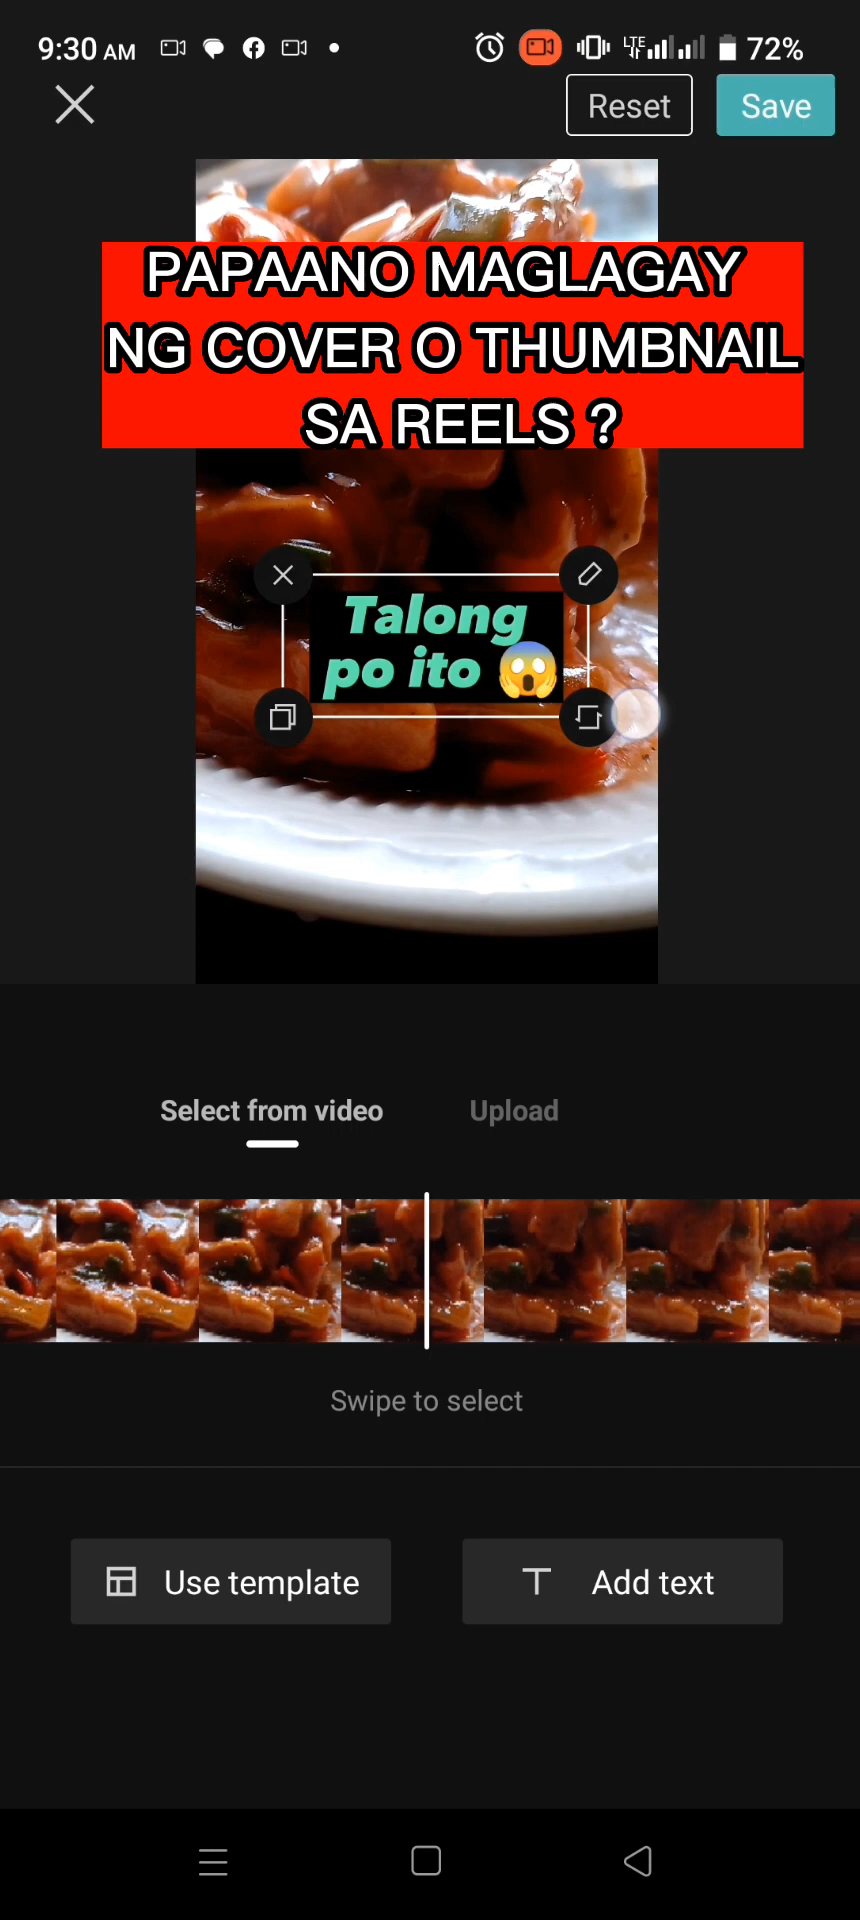 9:30 AM
LTE
72%
Reset
Save
PAPAANO MAGLAGAY
NG COVER O THUMBNAIL
SA REELS ?
Talong
po ito 😱
Select from video
Upload
Swipe to select
Use template
Add text